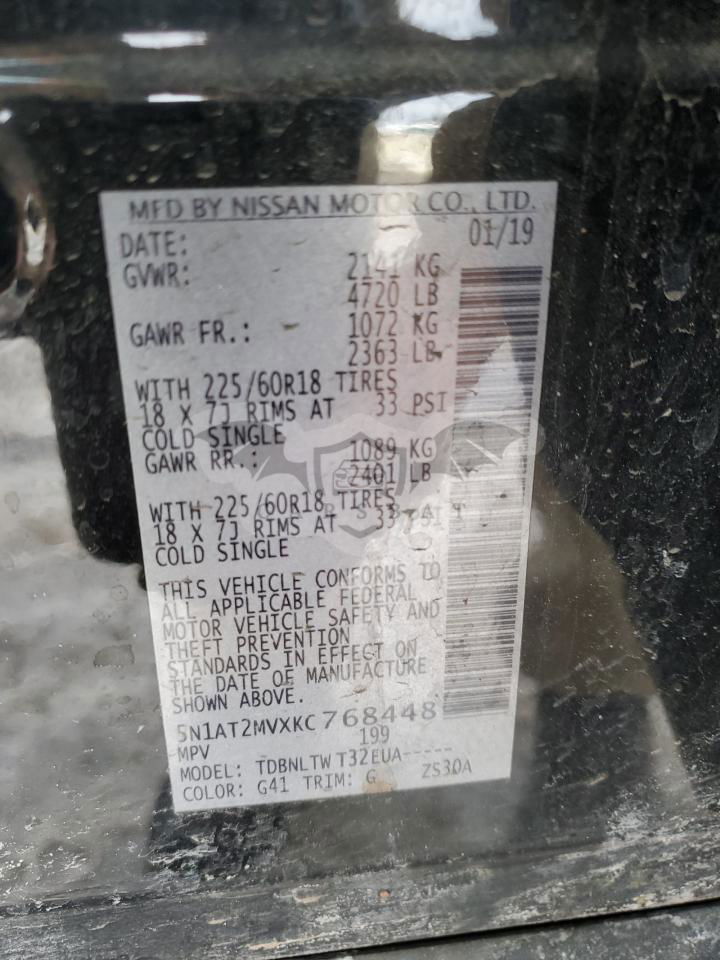 MFD BY NISSAN MOTOR CO., LTD.
DATE: 01/19
GVWR: 2141 KG
4720 LB
GAWR FR.: 1072 KG
2363 LB
WITH 225/60R18 TIRES
18 X 7J RIMS AT 33 PSI
COLD SINGLE
GAWR RR.: 1089 KG
2401 LB
WITH 225/60R18 TIRES
18 X 7J RIMS AT 33 PSI
COLD SINGLE
THIS VEHICLE CONFORMS TO
ALL APPLICABLE FEDERAL
MOTOR VEHICLE SAFETY AND
THEFT PREVENTION
STANDARDS IN EFFECT ON
THE DATE OF MANUFACTURE
SHOWN ABOVE.
5N1AT2MVXKC768448
MPV 199
MODEL: TDBNLTW T32EUA-----
COLOR: G41 TRIM: G ZS30A